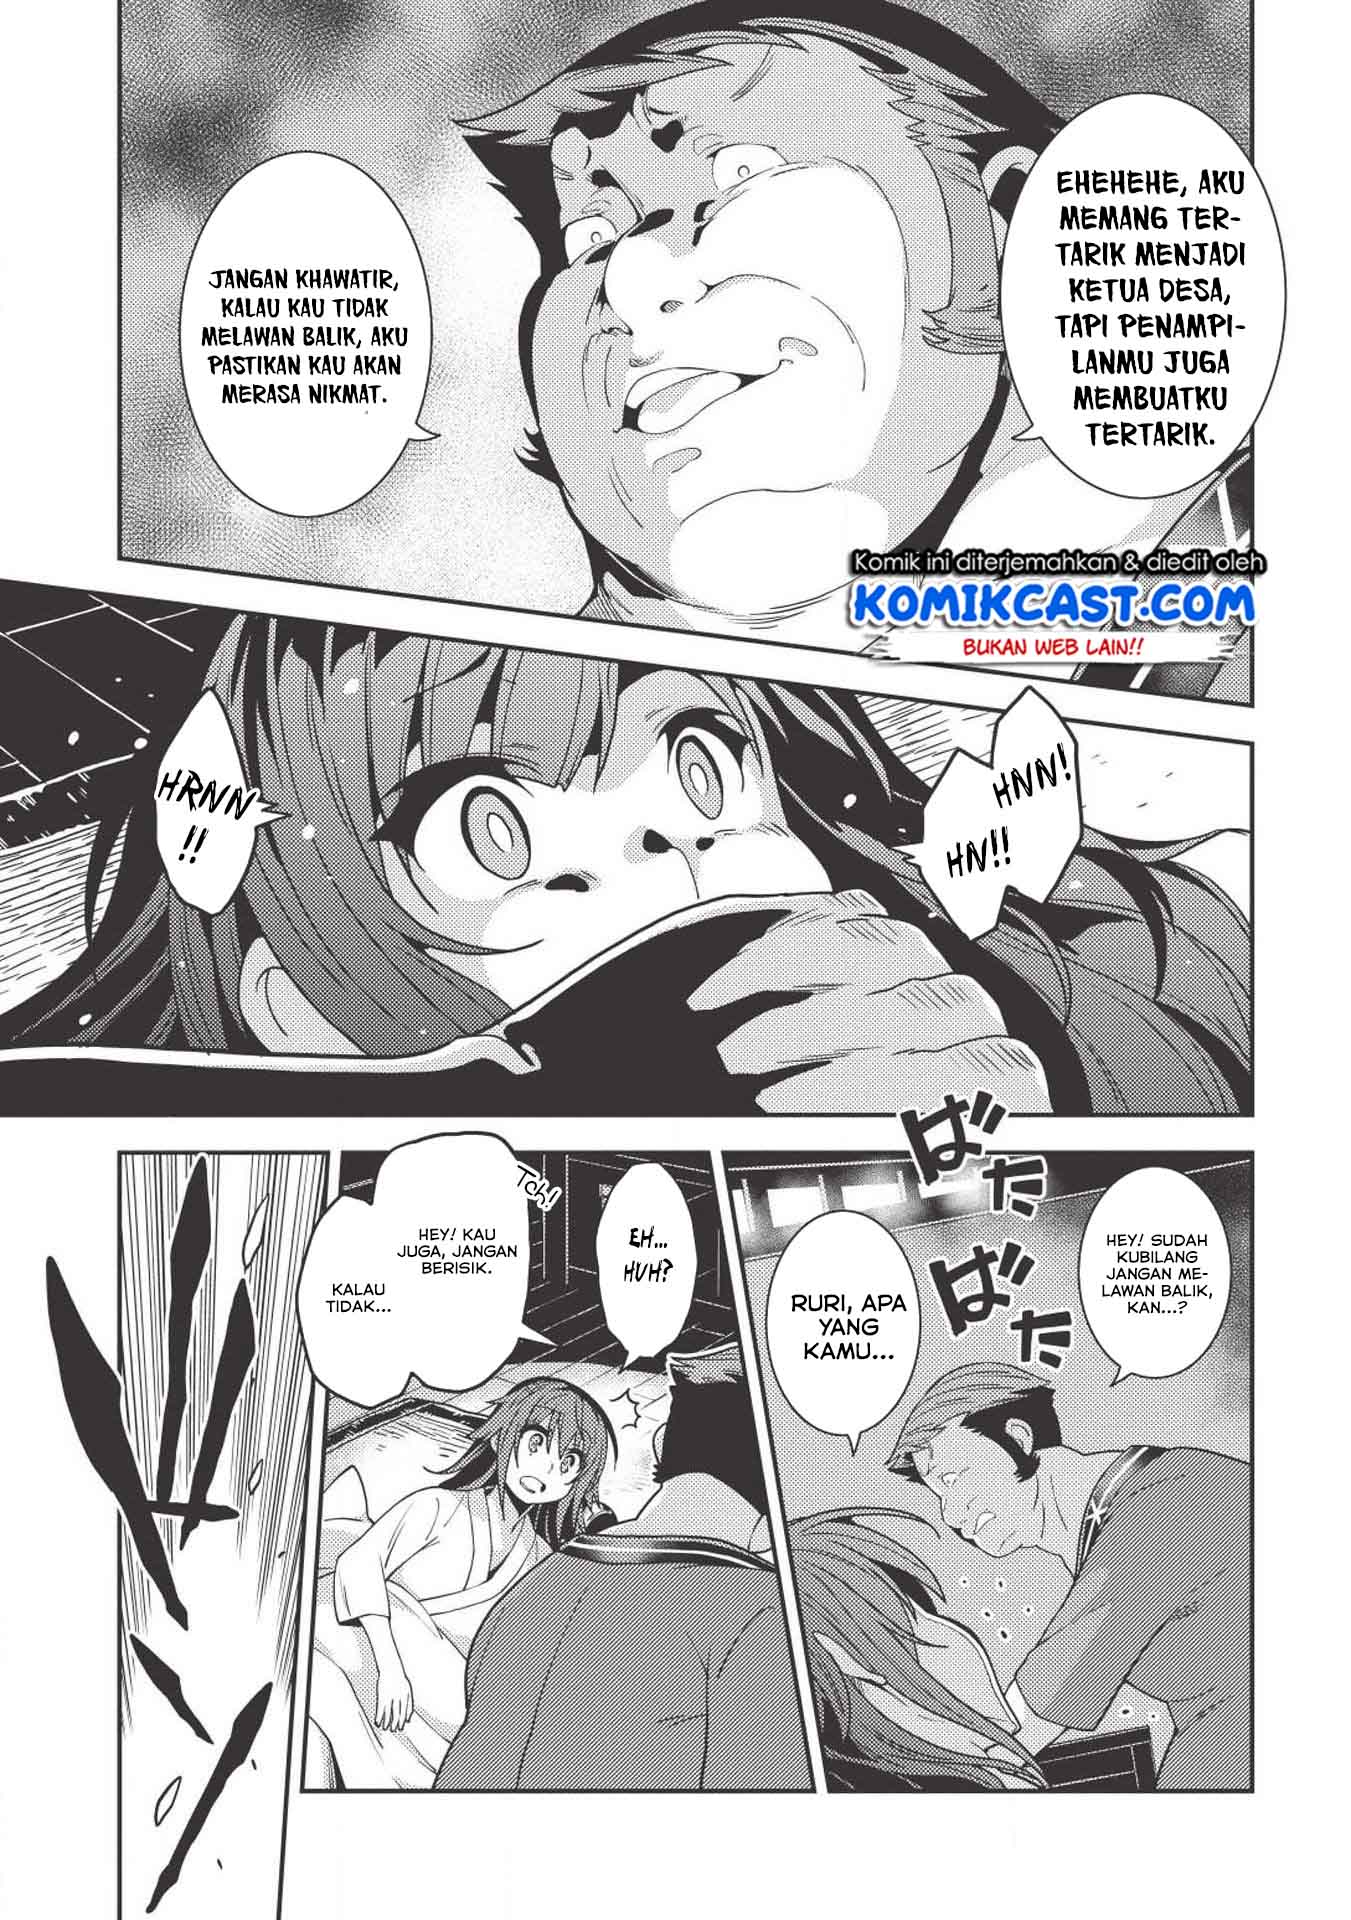 EHEHEHE, AKU
MEMANG TER-
TARIK MENJADI
KETUA DESA,
TAPI PENAMPI-
LANMU JUGA
MEMBUATKU
TERTARIK.
JANGAN KHAWATIR,
KALAU KAU TIDAK
MELAWAN BALIK, AKU
PASTIKAN KAU AKAN
MERASA NIKMAT.
Komik ini diterjemahkan & diedit oleh
KOMIKCAST.COM
BUKAN WEB LAIN!!
HNN!
HN!!
HRNN
!!
ばた
ばた
HEY! SUDAH
KUBILANG
JANGAN ME-
LAWAN BALIK,
KAN...?
RURI, APA
YANG
KAMU...
EH...
HUH?
Tch!
HEY! KAU
JUGA, JANGAN
BERISIK.
KALAU
TIDAK...